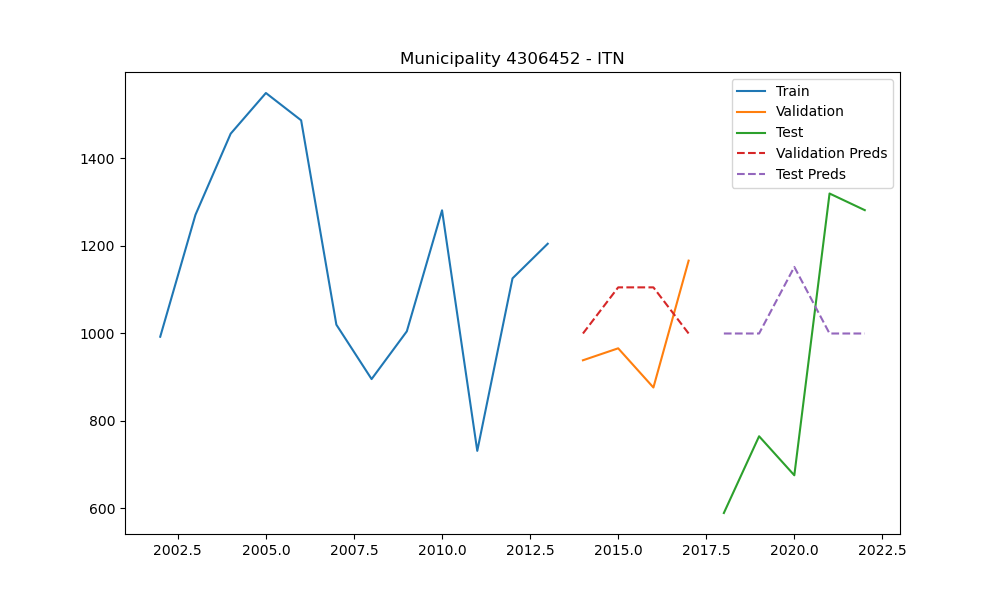 Municipality 4306452 - ITN
Train
Validation
Test
Validation Preds
Test Preds
1400
1200
1000
800
600
2002.5 2005.0 2007.5 2010.0 2012.5 2015.0 2017.5 2020.0 2022.5